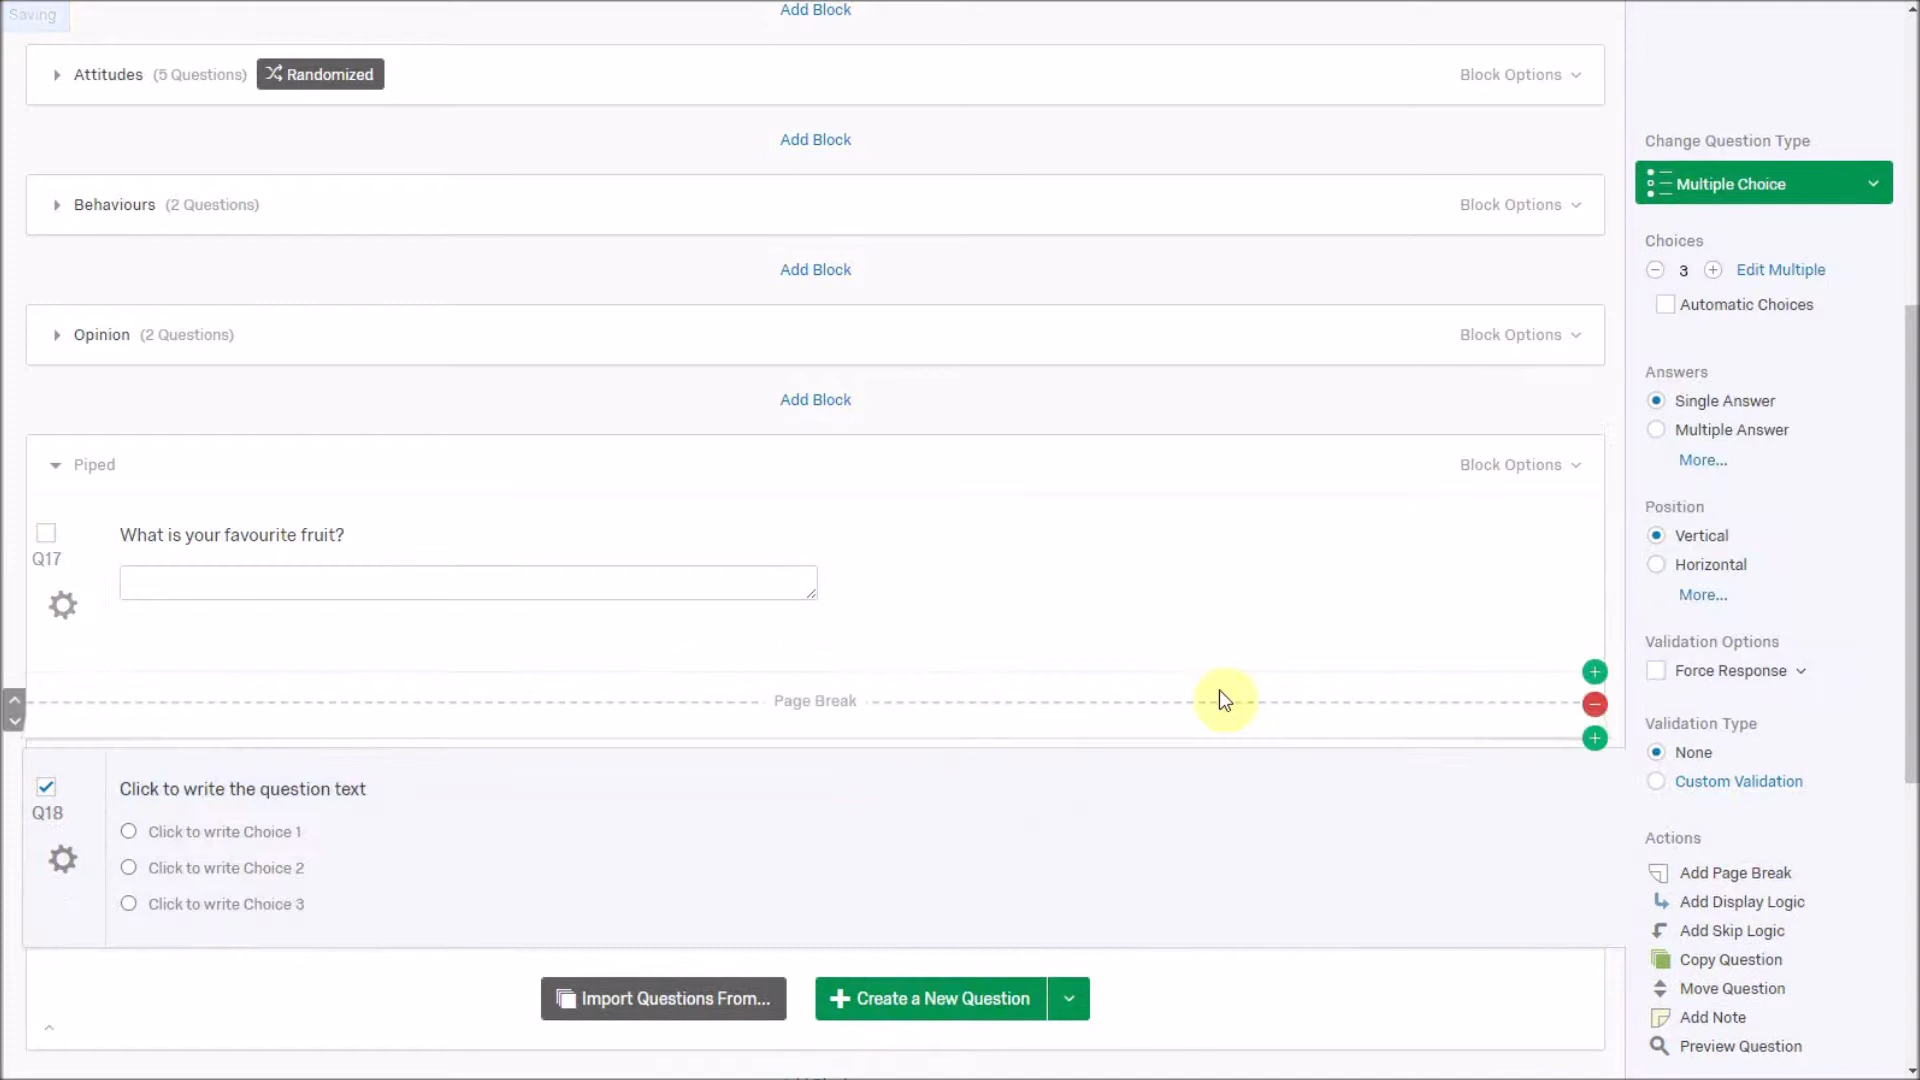 Saving
Add Block
Attitudes (5 Questions) Randomized Block Options
Add Block
Behaviours (2 Questions) Block Options
Add Block
Opinion (2 Questions) Block Options
Add Block
Piped Block Options
Q17
What is your favourite fruit?
Page Break
Q18
Click to write the question text
Click to write Choice 1
Click to write Choice 2
Click to write Choice 3
Import Questions From...
Create a New Question
Change Question Type
Multiple Choice
Choices
3 Edit Multiple
Automatic Choices
Answers
Single Answer
Multiple Answer
More...
Position
Vertical
Horizontal
More...
Validation Options
Force Response
Validation Type
None
Custom Validation
Actions
Add Page Break
Add Display Logic
Add Skip Logic
Copy Question
Move Question
Add Note
Preview Question